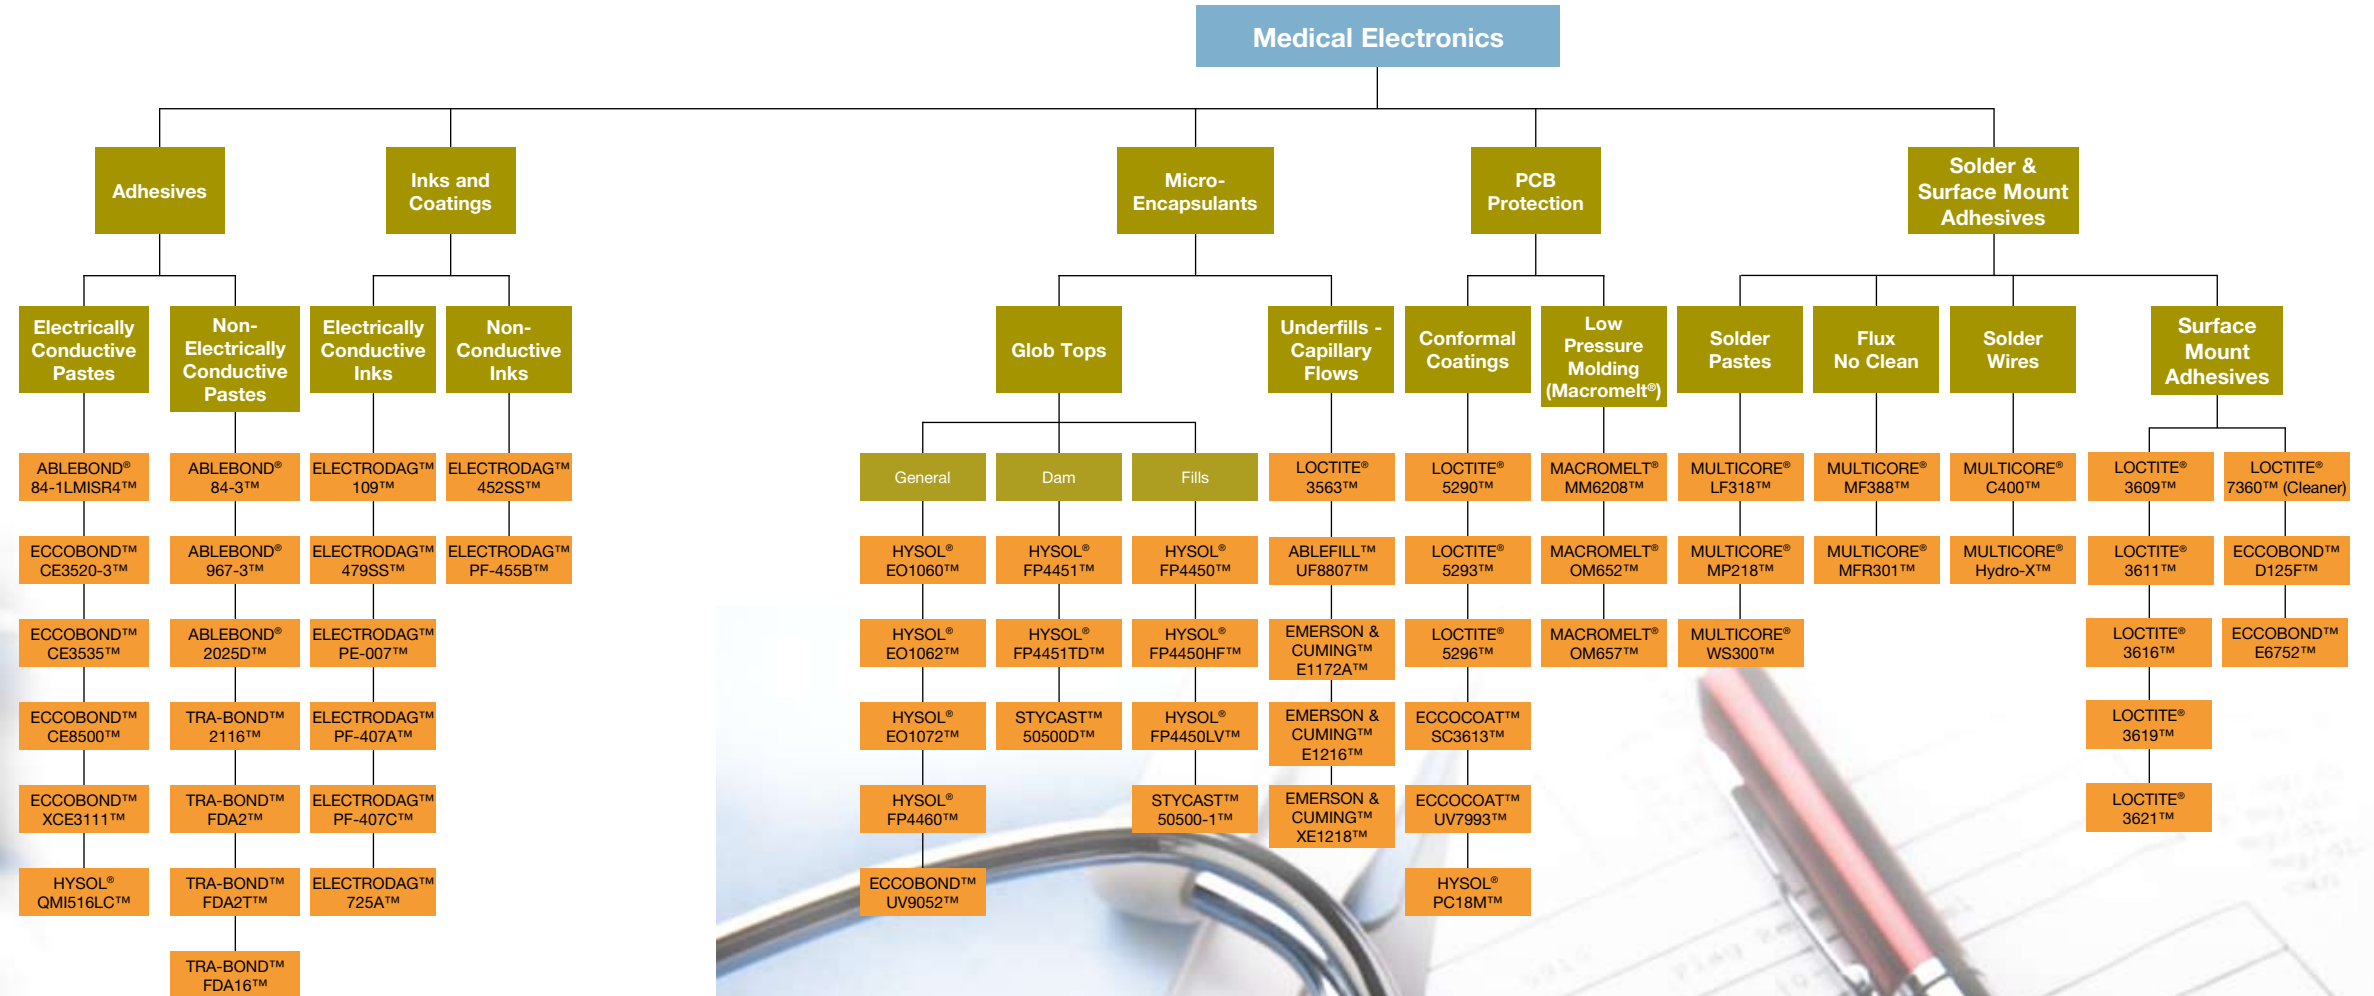 Medical Electronics
Adhesives
Inks and
Coatings
Micro-
Encapsulants
PCB
Protection
Solder &
Surface Mount
Adhesives
Electrically
Conductive
Pastes
Non-
Electrically
Conductive
Pastes
Electrically
Conductive
Inks
Non-
Conductive
Inks
Glob Tops
Underfills -
Capillary
Flows
Conformal
Coatings
Low
Pressure
Molding
(Macromelt®)
Solder
Pastes
Flux
No Clean
Solder
Wires
Surface
Mount
Adhesives
ABLEBOND®
84-1LMISR4™
ECCOBOND™
CE3520-3™
ECCOBOND™
CE3535™
ECCOBOND™
CE8500™
ECCOBOND™
XCE3111™
HYSOL®
QMI516LC™
ABLEBOND®
84-3™
ABLEBOND®
967-3™
ABLEBOND®
2025D™
TRA-BOND™
2116™
TRA-BOND™
FDA2™
TRA-BOND™
FDA2T™
TRA-BOND™
FDA16™
ELECTRODAG™
109™
ELECTRODAG™
479SS™
ELECTRODAG™
PE-007™
ELECTRODAG™
PF-407A™
ELECTRODAG™
PF-407C™
ELECTRODAG™
725A™
ELECTRODAG™
452SS™
ELECTRODAG™
PF-455B™
General
HYSOL®
EO1060™
HYSOL®
EO1062™
HYSOL®
EO1072™
HYSOL®
FP4460™
ECCOBOND™
UV9052™
Dam
HYSOL®
FP4451™
HYSOL®
FP4451TD™
STYCAST™
50500D™
Fills
HYSOL®
FP4450™
HYSOL®
FP4450HF™
HYSOL®
FP4450LV™
STYCAST™
50500-1™
LOCTITE®
3563™
ABLEFILL™
UF8807™
EMERSON &
CUMING™
E1172A™
EMERSON &
CUMING™
E1216™
EMERSON &
CUMING™
XE1218™
LOCTITE®
5290™
LOCTITE®
5293™
LOCTITE®
5296™
ECCOCOAT™
SC3613™
ECCOCOAT™
UV7993™
HYSOL®
PC18M™
MACROMELT®
MM6208™
MACROMELT®
OM652™
MACROMELT®
OM657™
MULTICORE®
LF318™
MULTICORE®
MP218™
MULTICORE®
WS300™
MULTICORE®
MF388™
MULTICORE®
MFR301™
MULTICORE®
C400™
MULTICORE®
Hydro-X™
LOCTITE®
3609™
LOCTITE®
3611™
LOCTITE®
3616™
LOCTITE®
3619™
LOCTITE®
3621™
LOCTITE®
7360™ (Cleaner)
ECCOBOND™
D125F™
ECCOBOND™
E6752™